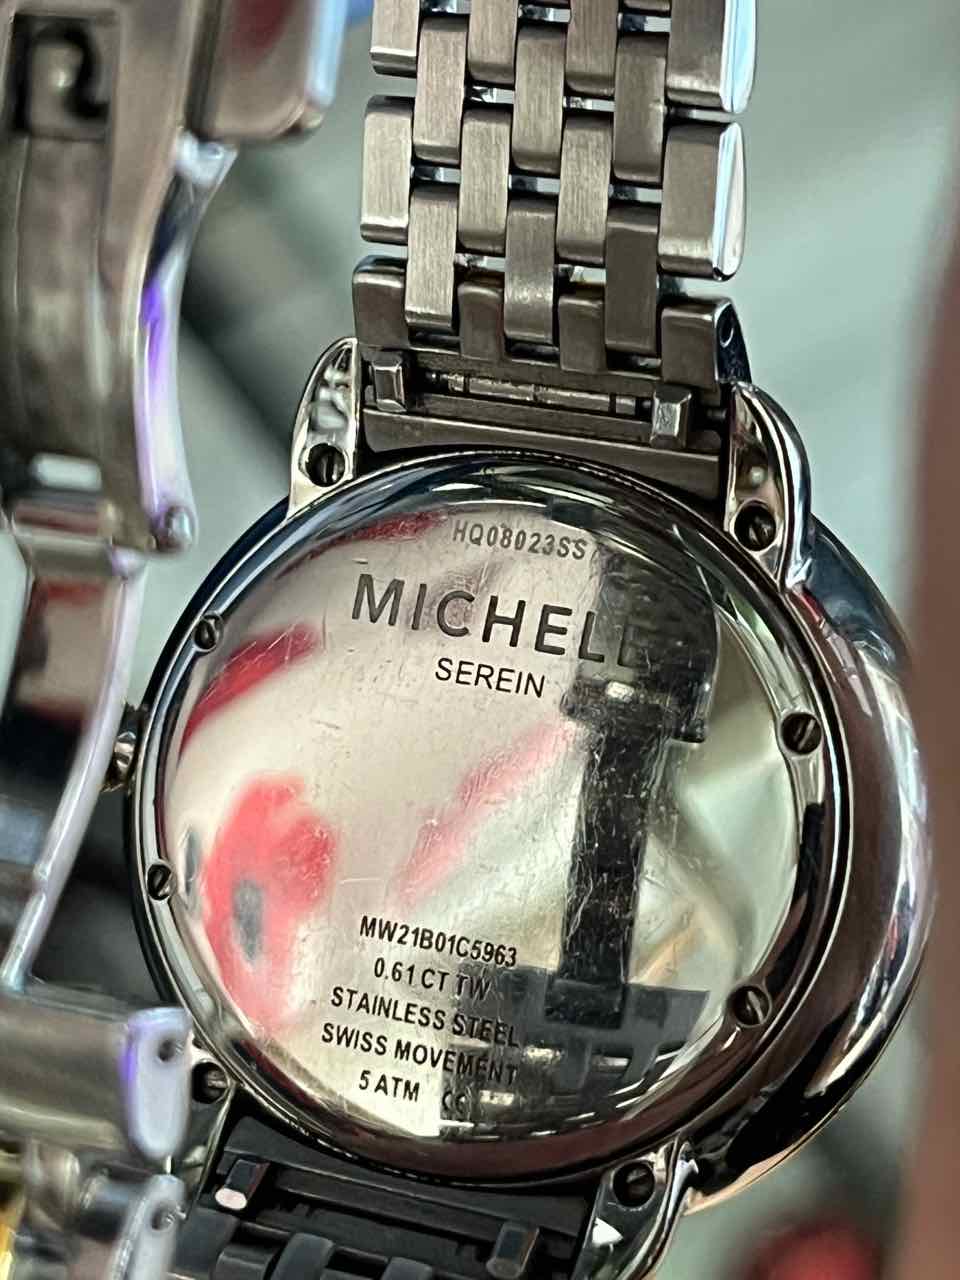 HQ08023SS
MICHELE
SEREIN
MW21B01C5963
0.61 CT TW
STAINLESS STEEL
SWISS MOVEMENT
5 ATM